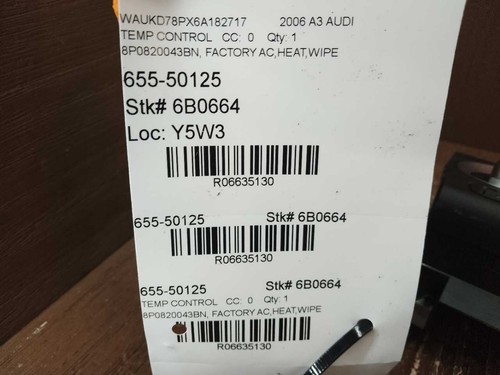 WAUKD78PX6A182717 2006 A3 AUDI
TEMP CONTROL CC: 0 Qty: 1
8P0820043BN, FACTORY AC,HEAT,WIPE
655-50125
Stk# 6B0664
Loc: Y5W3
R06635130
655-50125 Stk# 6B0664
R06635130
655-50125 Stk# 6B0664
TEMP CONTROL CC: 0 Qty: 1
8P0820043BN, FACTORY AC,HEAT,WIPE
R06635130